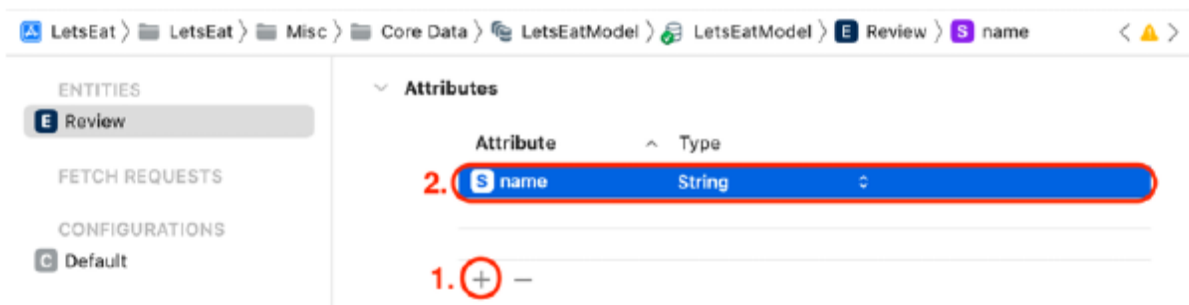 LetsEat LetsEat Misc Core Data LetsEatModel LetsEatModel E Review S name
ENTITIES
E Review
FETCH REQUESTS
CONFIGURATIONS
C Default
Attributes
Attribute Type
2. S name String
1. + −